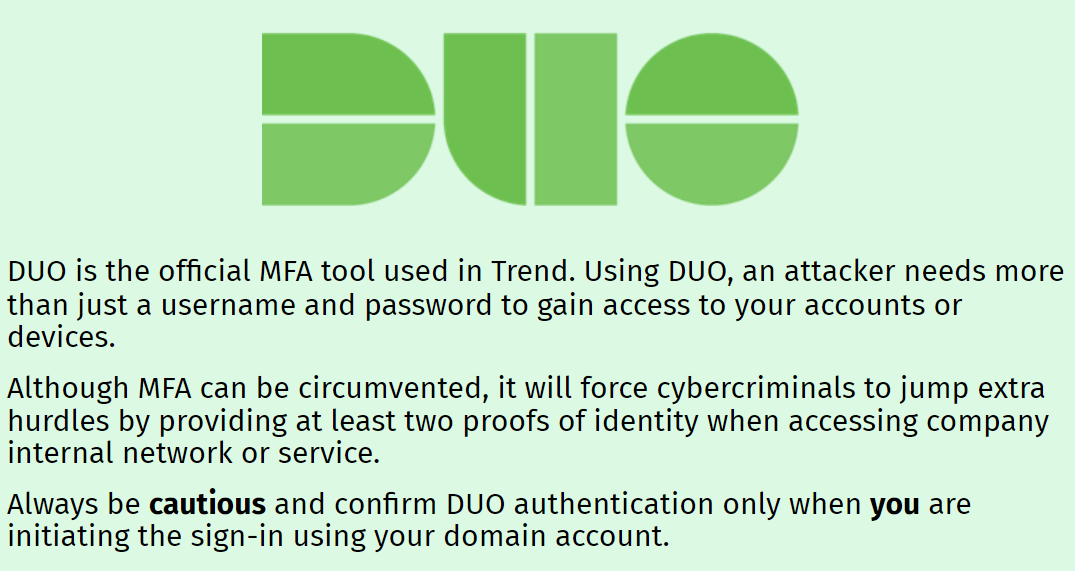 DUO
DUO is the official MFA tool used in Trend. Using DUO, an attacker needs more
than just a username and password to gain access to your accounts or
devices.
Although MFA can be circumvented, it will force cybercriminals to jump extra
hurdles by providing at least two proofs of identity when accessing company
internal network or service.
Always be cautious and confirm DUO authentication only when you are
initiating the sign-in using your domain account.